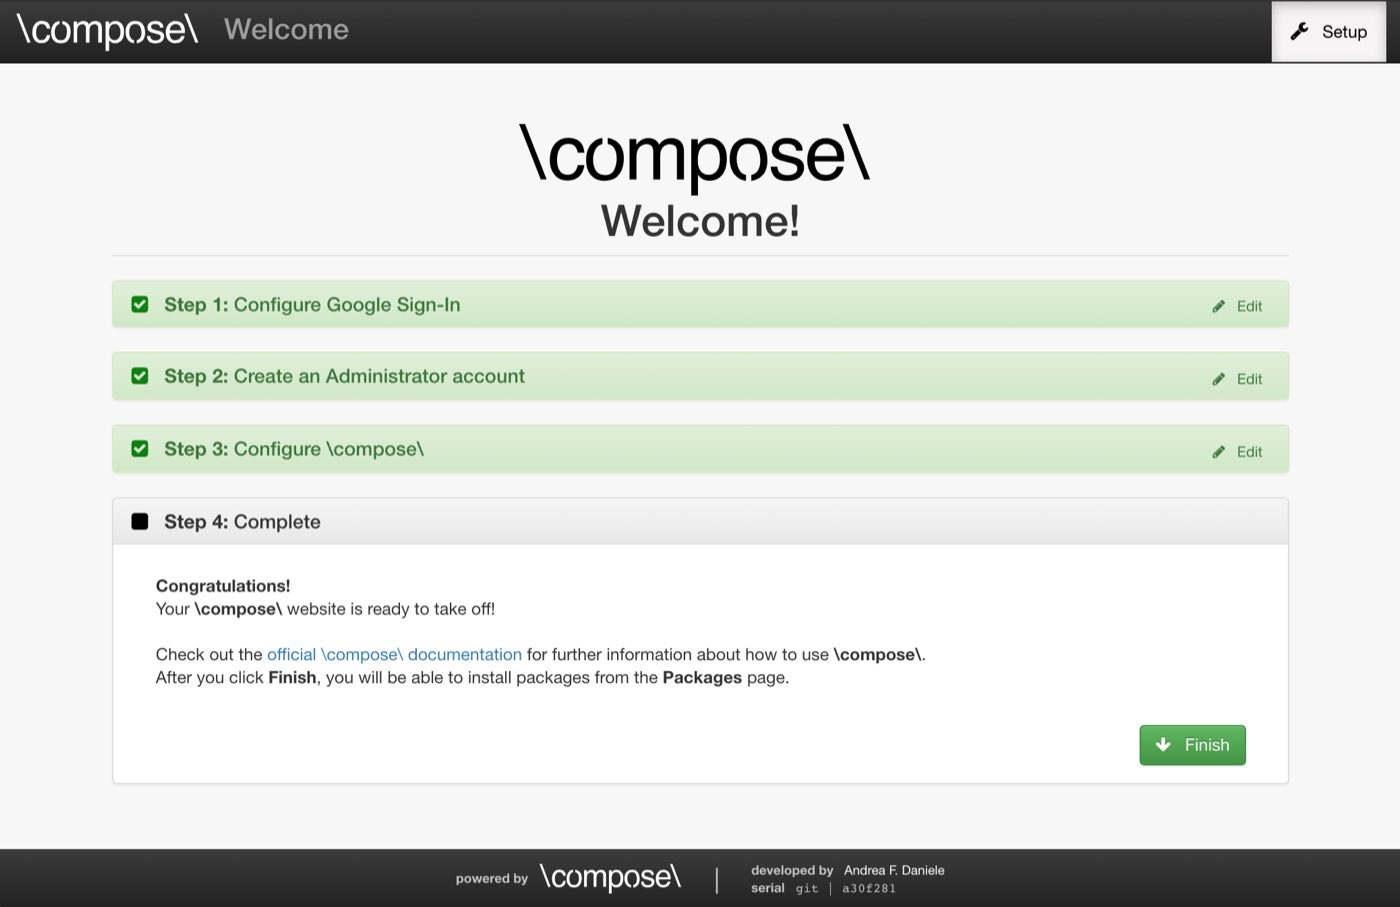 \compose\ Welcome
Setup
\compose\
Welcome!
Step 1: Configure Google Sign-In
Edit
Step 2: Create an Administrator account
Edit
Step 3: Configure \compose\
Edit
Step 4: Complete
Congratulations!
Your \compose\ website is ready to take off!
Check out the official \compose\ documentation for further information about how to use \compose\.
After you click Finish, you will be able to install packages from the Packages page.
Finish
powered by \compose\
developed by Andrea F. Daniele
serial git | a30f281